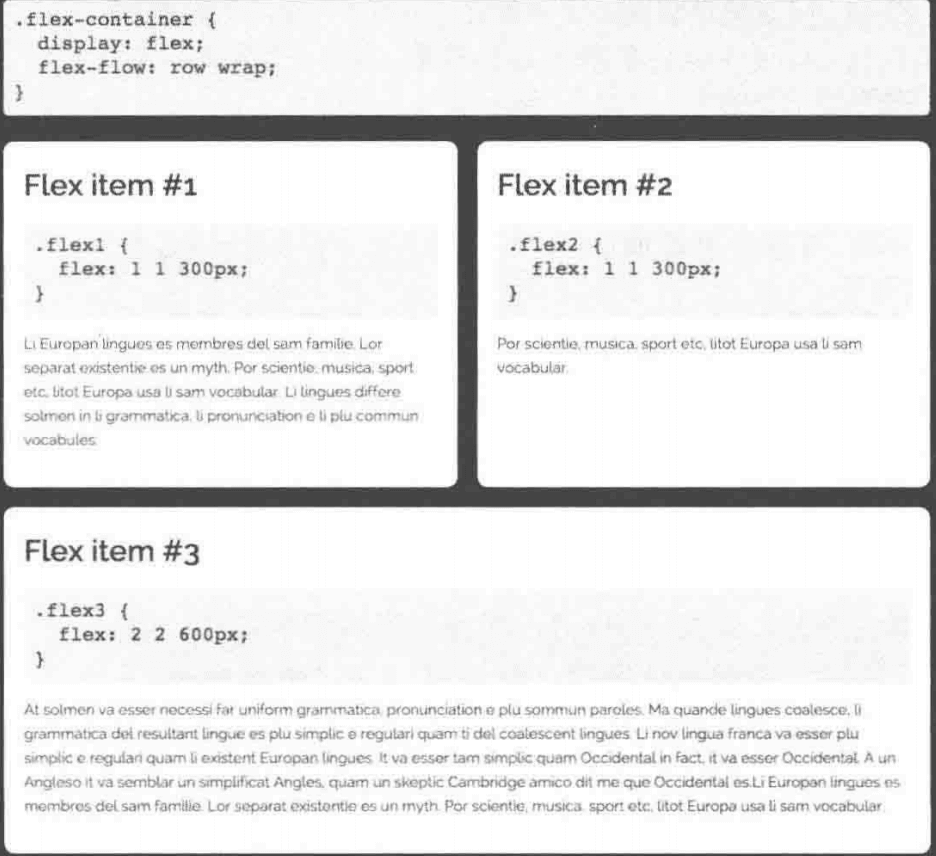 .flex-container {
display: flex;
flex-flow: row wrap;
}
Flex item #1
.flex1 {
flex: 1 1 300px;
}
Li Europan lingues es membres del sam familie. Lor
separat existentie es un myth. Por scientie, musica, sport
etc, litot Europa usa li sam vocabular. Li lingues differe
solmen in li grammatica, li pronunciation e li plu commun
vocabules.
Flex item #2
.flex2 {
flex: 1 1 300px;
}
Por scientie, musica, sport etc, litot Europa usa li sam
vocabular.
Flex item #3
.flex3 {
flex: 2 2 600px;
}
At solmen va esser necessi far uniform grammatica, pronunciation e plu sommun paroles. Ma quande lingues coalesce, li
grammatica del resultant lingue es plu simplic e regulari quam ti del coalescent lingues. Li nov lingua franca va esser plu
simplic e regulari quam li existent Europan lingues. It va esser tam simplic quam Occidental in fact, it va esser Occidental. A un
Angleso it va semblar un simplificat Angles, quam un skeptic Cambridge amico dit me que Occidental es.Li Europan lingues es
membres del sam familie. Lor separat existentie es un myth. Por scientie, musica, sport etc, litot Europa usa li sam vocabular.